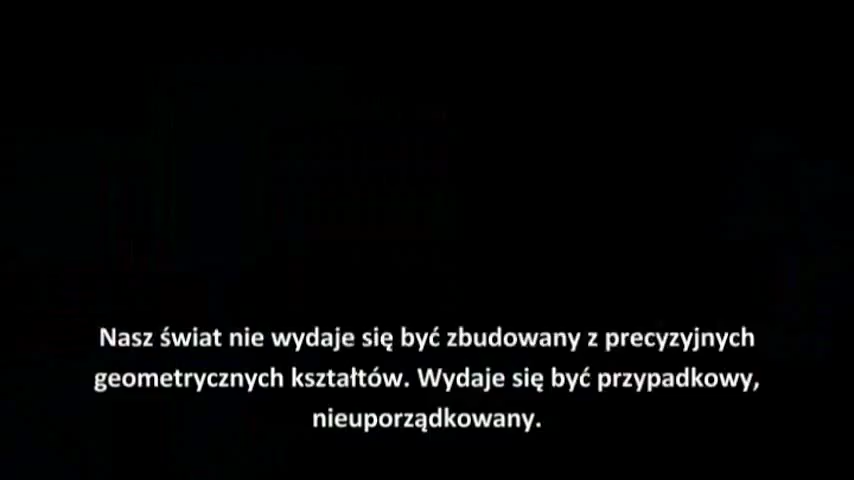 Nasz świat nie wydaje się być zbudowany z precyzyjnych
geometrycznych kształtów. Wydaje się być przypadkowy,
nieuporządkowany.